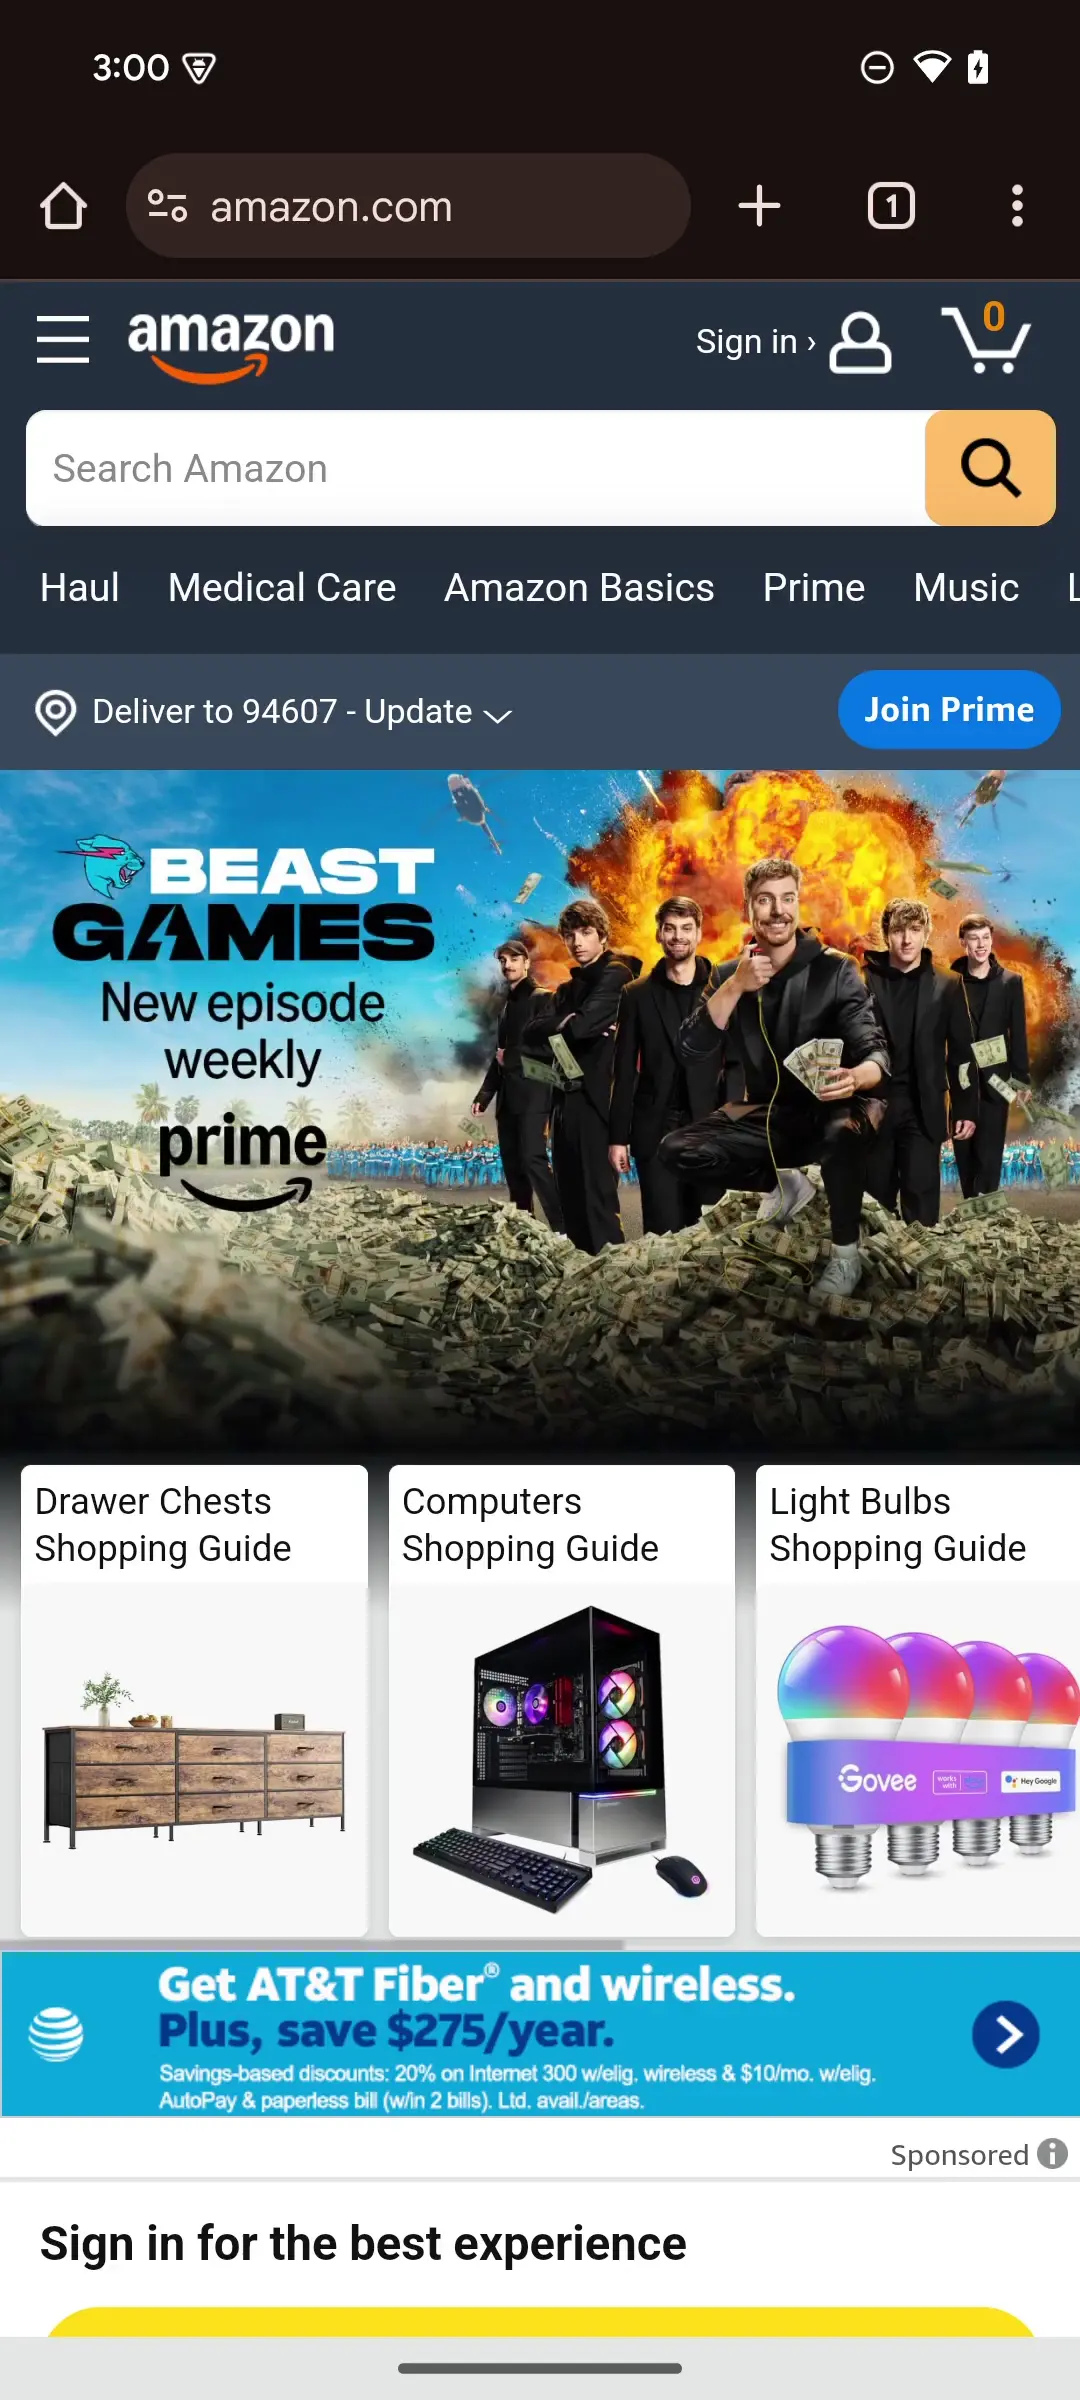 3:00
amazon.com
1
amazon
Sign in ›
0
Search Amazon
Haul Medical Care Amazon Basics Prime Music L
Deliver to 94607 - Update
Join Prime
BEAST
GAMES
New episode
weekly
prime
Drawer Chests
Shopping Guide
Computers
Shopping Guide
Light Bulbs
Shopping Guide
Govee
works with
Hey Google
Get AT&T Fiber® and wireless.
Plus, save $275/year.
Savings-based discounts: 20% on Internet 300 w/elig. wireless & $10/mo. w/elig.
AutoPay & paperless bill (w/in 2 bills). Ltd. avail./areas.
Sponsored
Sign in for the best experience